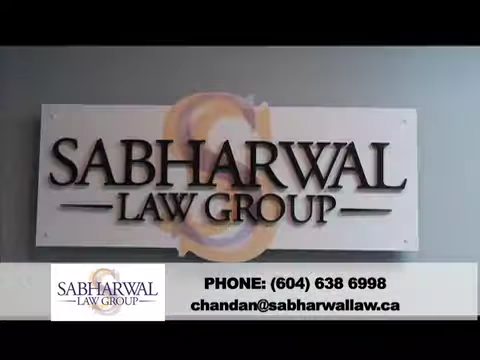 SABHARWAL
LAW GROUP
SABHARWAL
LAW GROUP
PHONE: (604) 638 6998
chandan@sabharwallaw.ca